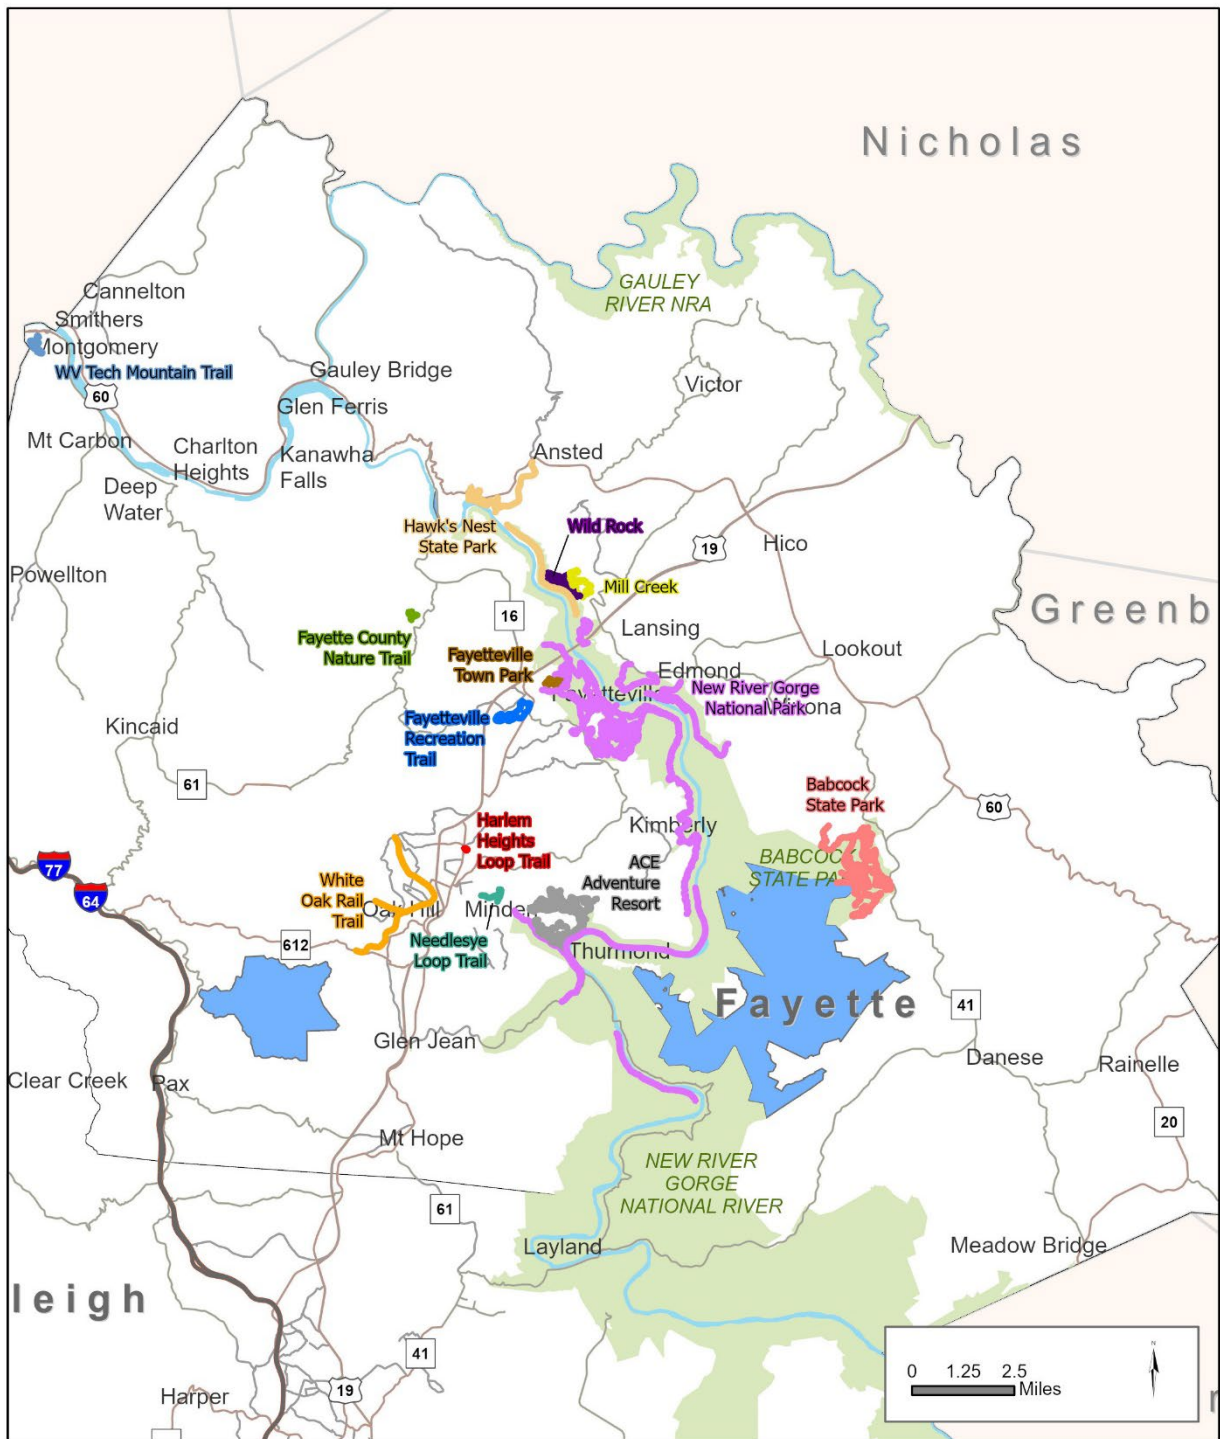 Nicholas
GAULEY
RIVER NRA
Cannelton
Smithers
Montgomery
WV Tech Mountain Trail
60
Gauley Bridge
Glen Ferris
Victor
Mt Carbon
Charlton
Heights
Kanawha
Falls
Ansted
Deep
Water
Hawk's Nest
State Park
Wild Rock
19
Hico
Powellton
Mill Creek
Greenb
16
Fayette County
Nature Trail
Lansing
Lookout
Fayetteville
Town Park
Edmond
Fayetteville
New River Gorge
National Park
Winona
Fayetteville
Recreation
Trail
Kincaid
61
Babcock
State Park
60
Harlem
Heights
Loop Trail
Kimberly
77
64
BABCOCK
STATE PA
ACE
Adventure
Resort
White
Oak Rail
Trail
Oak Hill
Minden
612
Needlesye
Loop Trail
Thurmond
Fayette
41
Glen Jean
Danese
Rainelle
Clear Creek
Pax
20
Mt Hope
NEW RIVER
GORGE
NATIONAL RIVER
61
Layland
Meadow Bridge
leigh
41
19
Harper
N
0 1.25 2.5
Miles